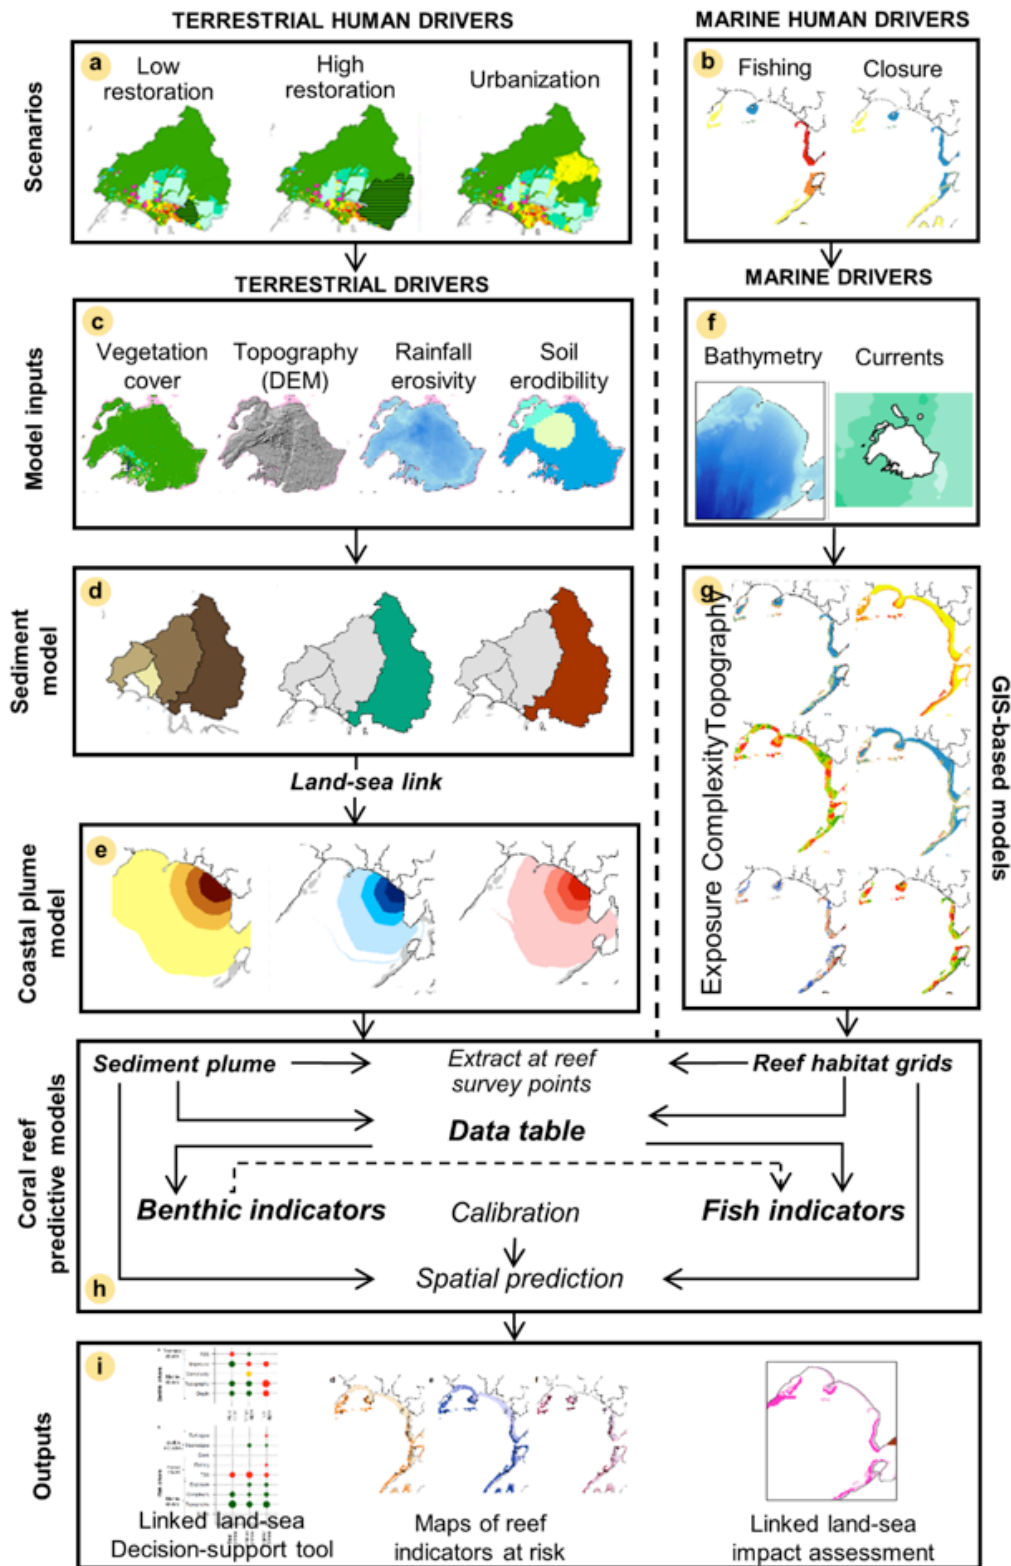 TERRESTRIAL HUMAN DRIVERS
MARINE HUMAN DRIVERS
Scenarios
a
Low
restoration
High
restoration
Urbanization
b
Fishing
Closure
TERRESTRIAL DRIVERS
MARINE DRIVERS
Model inputs
c
Vegetation
cover
Topography
(DEM)
Rainfall
erosivity
Soil
erodibility
f
Bathymetry
Currents
Sediment
model
d
g
Topography
Complexity
Exposure
GIS-based models
Land-sea link
Coastal plume
model
e
Coral reef
predictive models
Sediment plume
Extract at reef
survey points
Reef habitat grids
Data table
Benthic indicators
Calibration
Fish indicators
Spatial prediction
h
Outputs
i
Linked land-sea
Decision-support tool
d
e
f
Maps of reef
indicators at risk
Linked land-sea
impact assessment